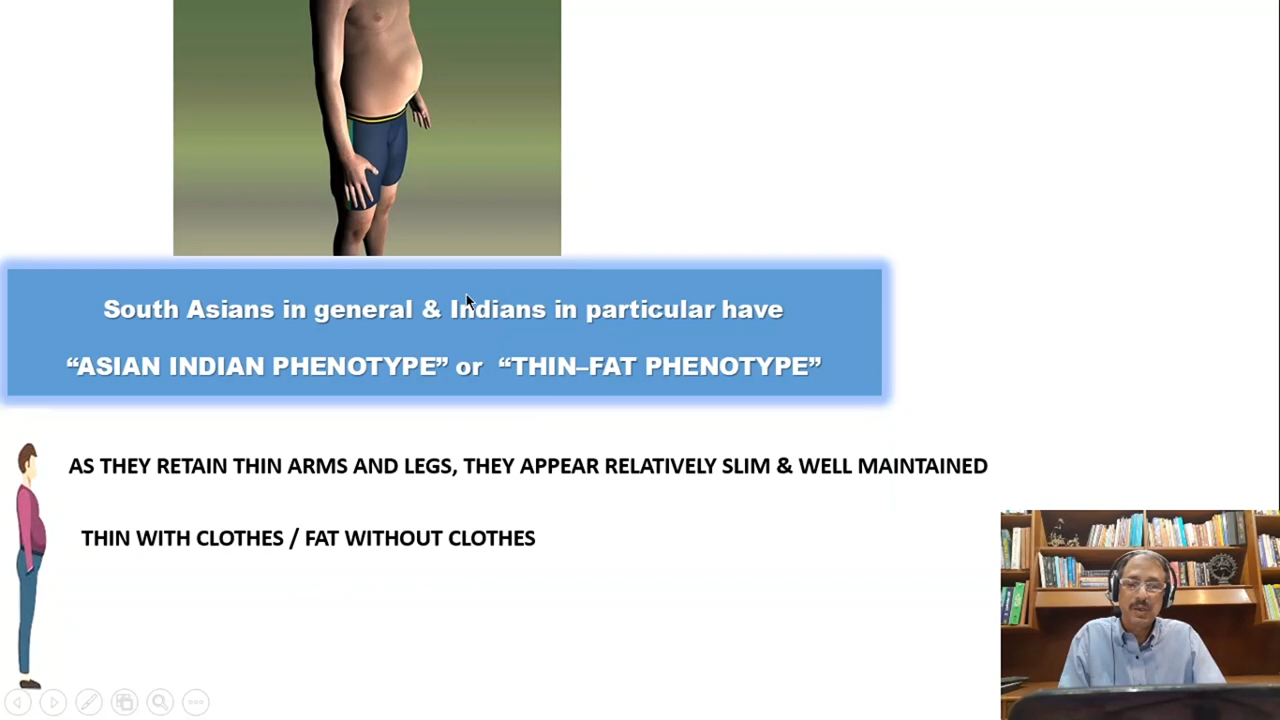 South Asians in general & Indians in particular have
“ASIAN INDIAN PHENOTYPE” or “THIN–FAT PHENOTYPE”
AS THEY RETAIN THIN ARMS AND LEGS, THEY APPEAR RELATIVELY SLIM & WELL MAINTAINED
THIN WITH CLOTHES / FAT WITHOUT CLOTHES